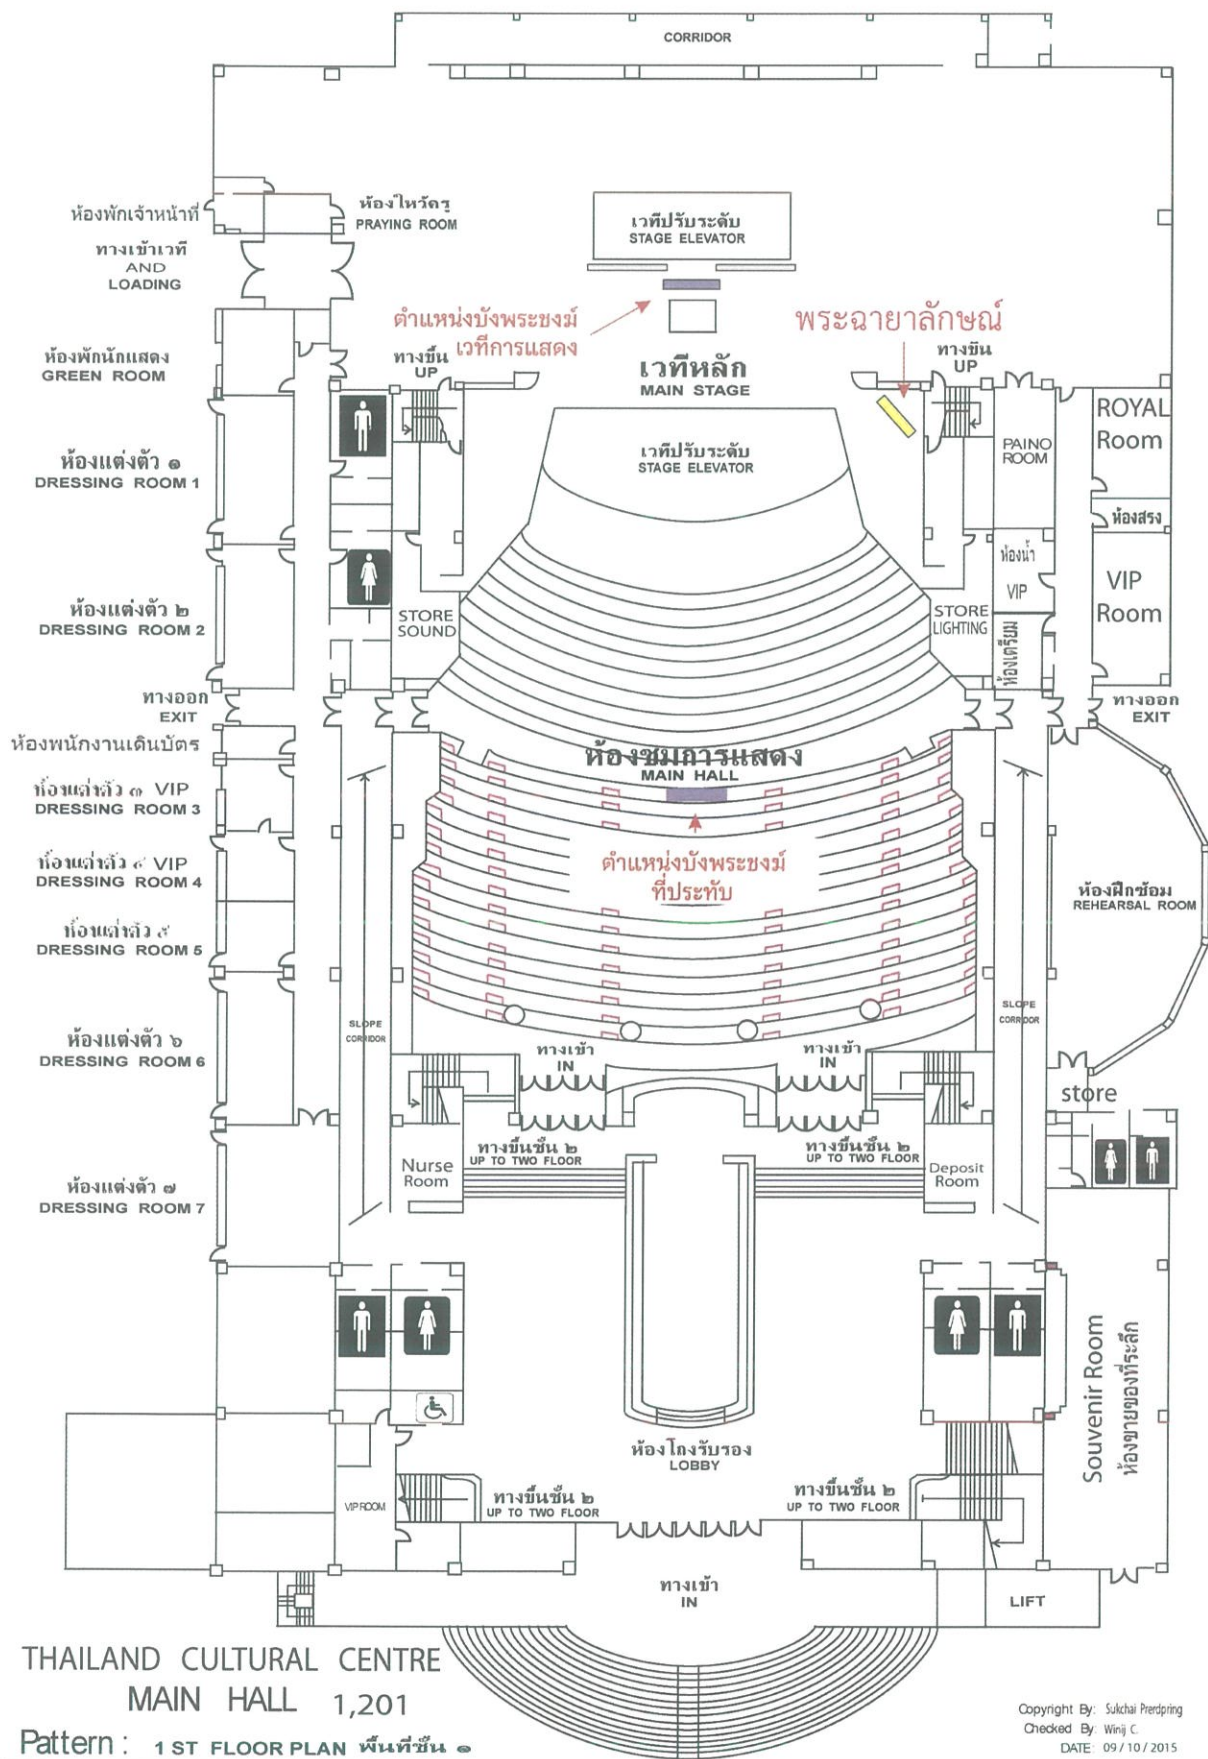 CORRIDOR
ห้องพักเจ้าหน้าที่
ห้องไหว้ครู
PRAYING ROOM
เวทีปรับระดับ
STAGE ELEVATOR
ทางเข้าเวที
AND
LOADING
ตำแหน่งบังพระชงม์
เวทีการแสดง
พระฉายาลักษณ์
ห้องพักนักแสดง
GREEN ROOM
ทางขึ้น
UP
เวทีหลัก
MAIN STAGE
ทางขึ้น
UP
ROYAL
Room
PAINO
ROOM
เวทีปรับระดับ
STAGE ELEVATOR
ห้องแต่งตัว ๑
DRESSING ROOM 1
ห้องสรง
ห้องน้ำ
VIP
VIP
Room
ห้องแต่งตัว ๒
DRESSING ROOM 2
STORE
SOUND
STORE
LIGHTING
ห้องเตรียม
ทางออก
EXIT
ทางออก
EXIT
ห้องพนักงานเดินบัตร
ห้องชมการแสดง
MAIN HALL
ห้องแต่งตัว ๓ VIP
DRESSING ROOM 3
ตำแหน่งบังพระชงม์
ที่ประทับ
ห้องแต่งตัว ๔ VIP
DRESSING ROOM 4
ห้องฝึกซ้อม
REHEARSAL ROOM
ห้องแต่งตัว ๕
DRESSING ROOM 5
SLOPE
CORRIDOR
SLOPE
CORRIDOR
ห้องแต่งตัว ๖
DRESSING ROOM 6
ทางเข้า
IN
ทางเข้า
IN
store
ทางขึ้นชั้น ๒
UP TO TWO FLOOR
ทางขึ้นชั้น ๒
UP TO TWO FLOOR
Nurse
Room
Deposit
Room
ห้องแต่งตัว ๗
DRESSING ROOM 7
Souvenir Room
ห้องขายของที่ระลึก
ห้องโถงรับรอง
LOBBY
VIP ROOM
ทางขึ้นชั้น ๒
UP TO TWO FLOOR
ทางขึ้นชั้น ๒
UP TO TWO FLOOR
ทางเข้า
IN
LIFT
THAILAND CULTURAL CENTRE
MAIN HALL 1,201
Pattern : 1 ST FLOOR PLAN พื้นที่ชั้น ๑
Copyright By: Sukchai Prerdpring
Checked By: Winij C.
DATE: 09 / 10 / 2015